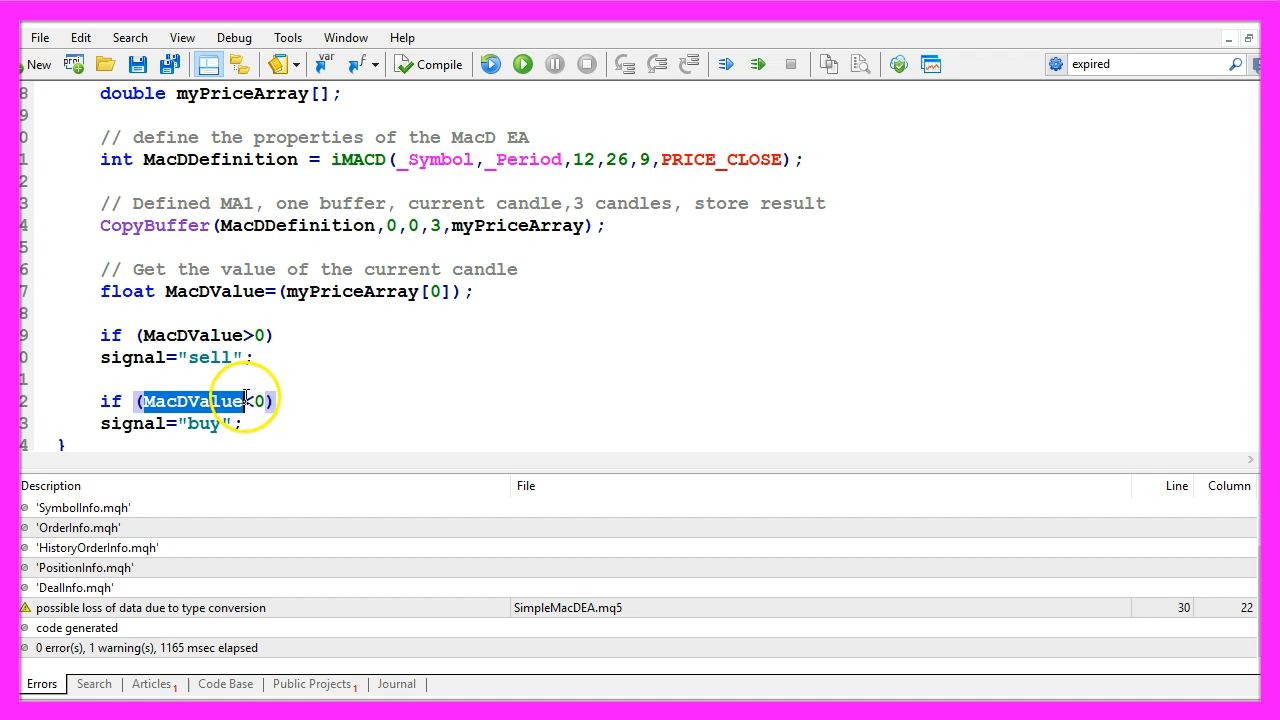 File Edit Search View Debug Tools Window Help
New Compile expired
8 double myPriceArray[];
9
0 // define the properties of the MacD EA
1 int MacDDefinition = iMACD(_Symbol,_Period,12,26,9,PRICE_CLOSE);
2
3 // Defined MA1, one buffer, current candle,3 candles, store result
4 CopyBuffer(MacDDefinition,0,0,3,myPriceArray);
5
6 // Get the value of the current candle
7 float MacDValue=(myPriceArray[0]);
8
9 if (MacDValue>0)
0 signal="sell";
1
2 if (MacDValue<0)
3 signal="buy";
4 }
Description File Line Column
'SymbolInfo.mqh'
'OrderInfo.mqh'
'HistoryOrderInfo.mqh'
'PositionInfo.mqh'
'DealInfo.mqh'
possible loss of data due to type conversion SimpleMacDEA.mq5 30 22
code generated
0 error(s), 1 warning(s), 1165 msec elapsed
Errors Search Articles 1 Code Base Public Projects 1 Journal